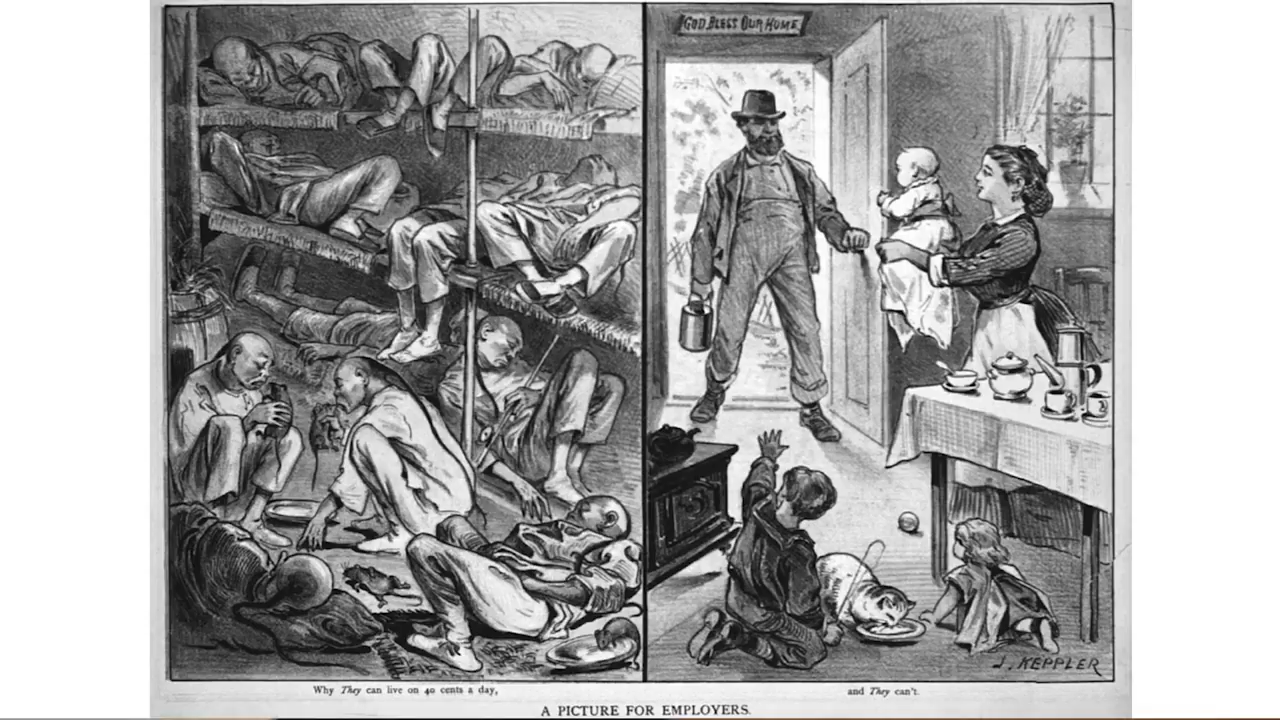 GOD BLESS OUR HOME.
J. KEPPLER
Why They can live on 40 cents a day,
and They can't.
A PICTURE FOR EMPLOYERS.